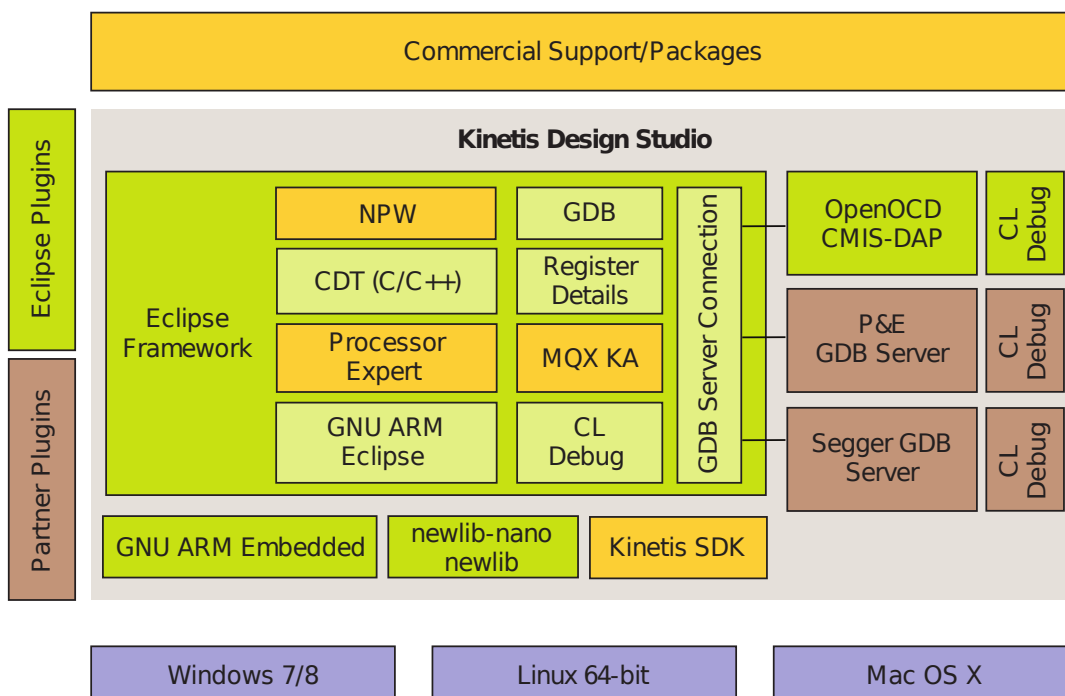 Commercial Support/Packages
Eclipse Plugins
Partner Plugins
Kinetis Design Studio
Eclipse
Framework
NPW
GDB
CDT (C/C++)
Register
Details
Processor
Expert
MQX KA
GNU ARM
Eclipse
CL
Debug
GDB Server Connection
OpenOCD
CMIS-DAP
CL
Debug
P&E
GDB Server
CL
Debug
Segger GDB
Server
CL
Debug
GNU ARM Embedded
newlib-nano
newlib
Kinetis SDK
Windows 7/8
Linux 64-bit
Mac OS X